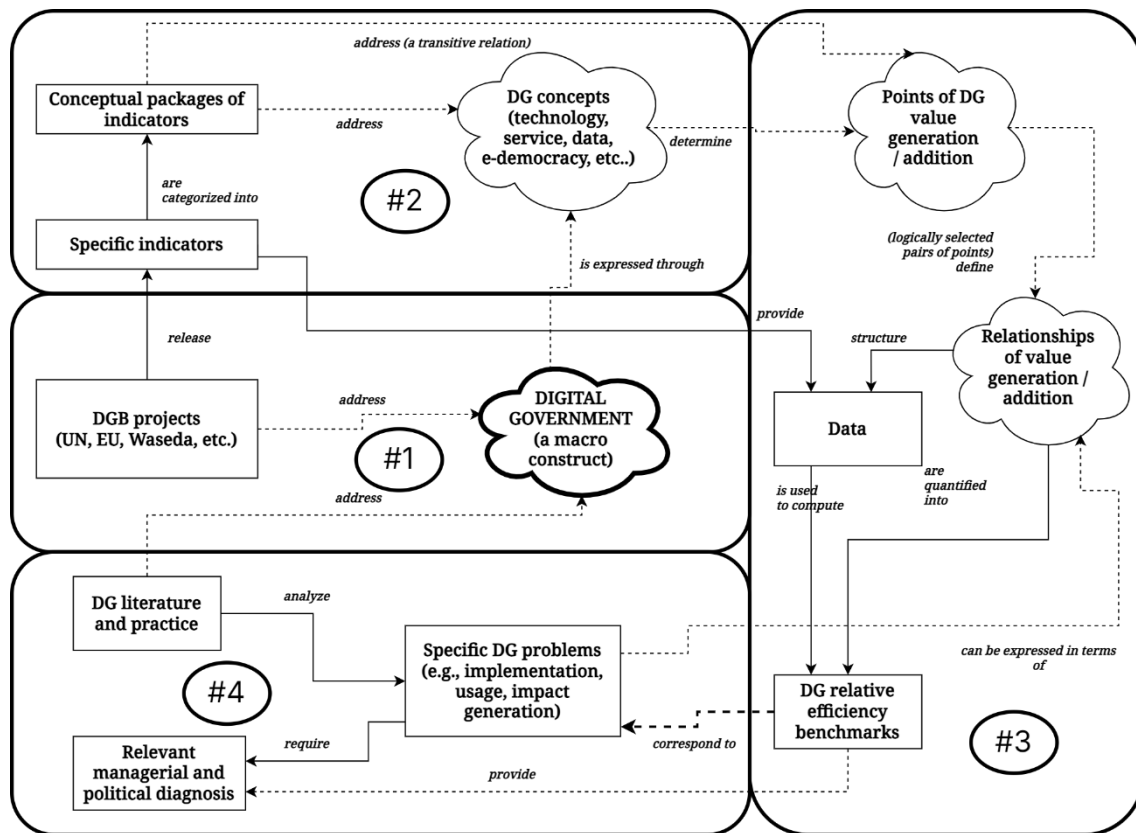 address (a transitive relation)
Conceptual packages of
indicators
address
DG concepts
(technology,
service, data,
e-democracy, etc..)
determine
Points of DG
value
generation
/ addition
are
categorized into
#2
Specific indicators
is expressed through
(logically selected
pairs of points)
define
release
provide
structure
Relationships
of value
generation /
addition
DGB projects
(UN, EU, Waseda, etc.)
address
#1
address
DIGITAL
GOVERNMENT
(a macro
construct)
Data
is used
to compute
are
quantified
into
DG literature
and practice
analyze
Specific DG problems
(e.g., implementation,
usage, impact
generation)
can be expressed in terms
of
#4
require
Relevant
managerial and
political diagnosis
provide
correspond to
DG relative
efficiency
benchmarks
#3